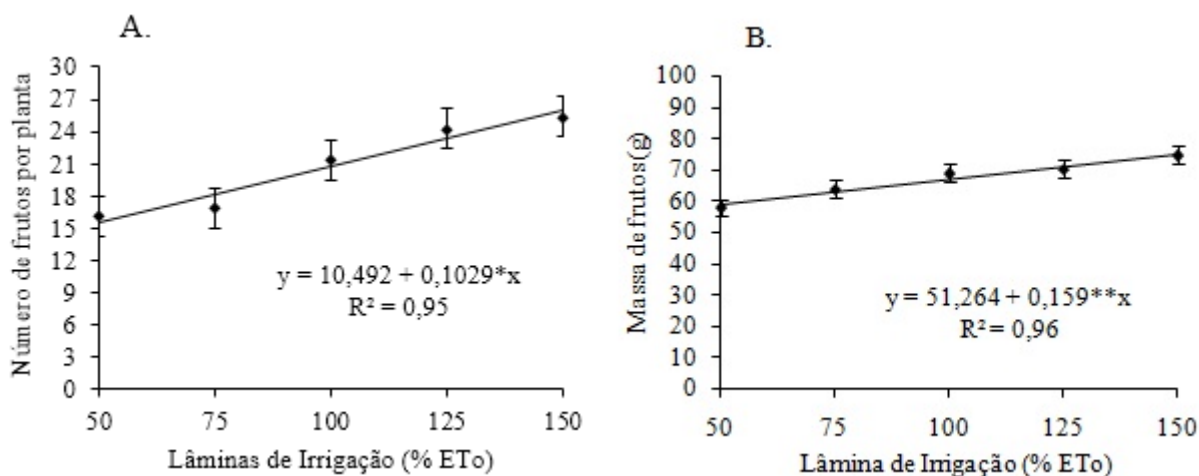 A.
Número de frutos por planta
30
27
24
21
18
15
12
9
6
3
0
y = 10,492 + 0,1029*x
R² = 0,95
50 75 100 125 150
Lâminas de Irrigação (% ETo)
B.
Massa de frutos (g)
100
90
80
70
60
50
40
30
20
10
0
y = 51,264 + 0,159**x
R² = 0,96
50 75 100 125 150
Lâmina de Irrigação (% ETo)